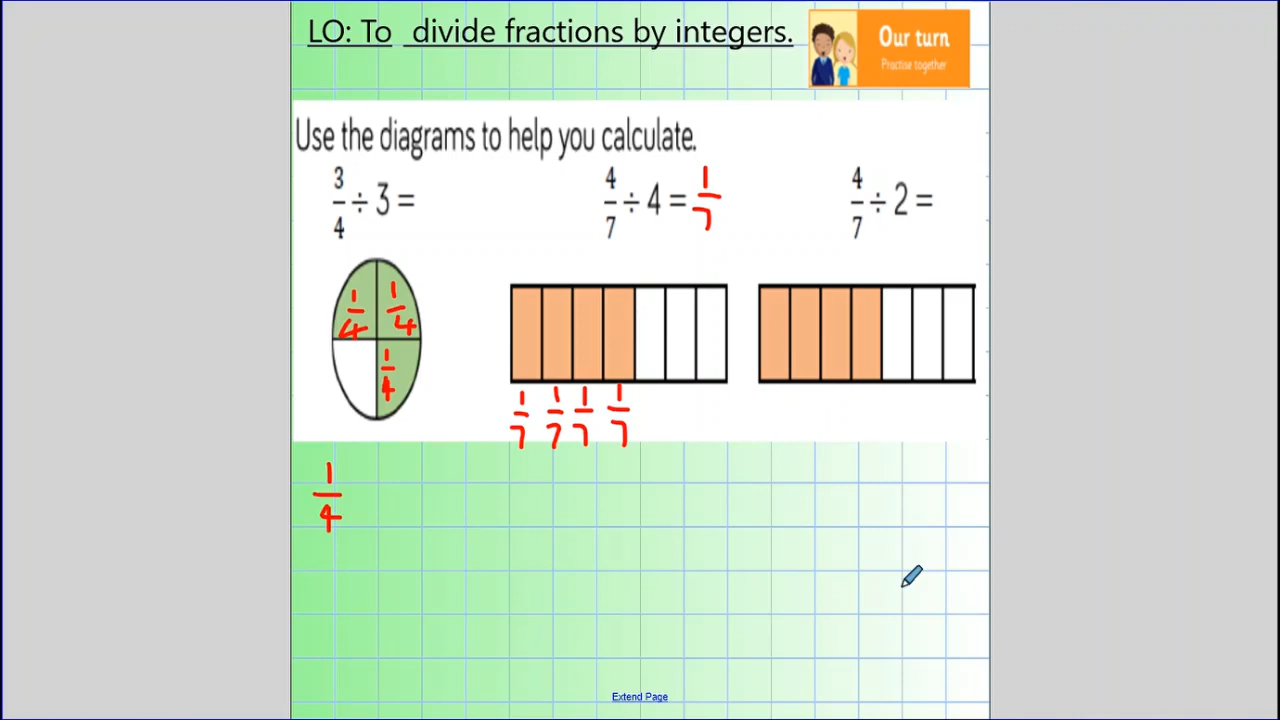 LO: To  divide fractions by integers.
Our turn
Practise together
Use the diagrams to help you calculate.
3/4 ÷ 3 =
4/7 ÷ 4 = 1/7
4/7 ÷ 2 =
1/4 1/4
1/4
1/7 1/7 1/7 1/7
1/4
Extend Page